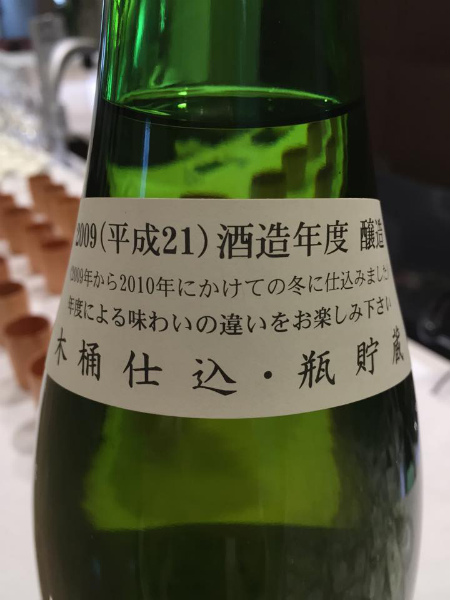 2009(平成21)酒造年度 醸造
(2009年から2010年にかけての冬に仕込みました
年度による味わいの違いをお楽しみ下さい
木桶仕込・瓶貯蔵